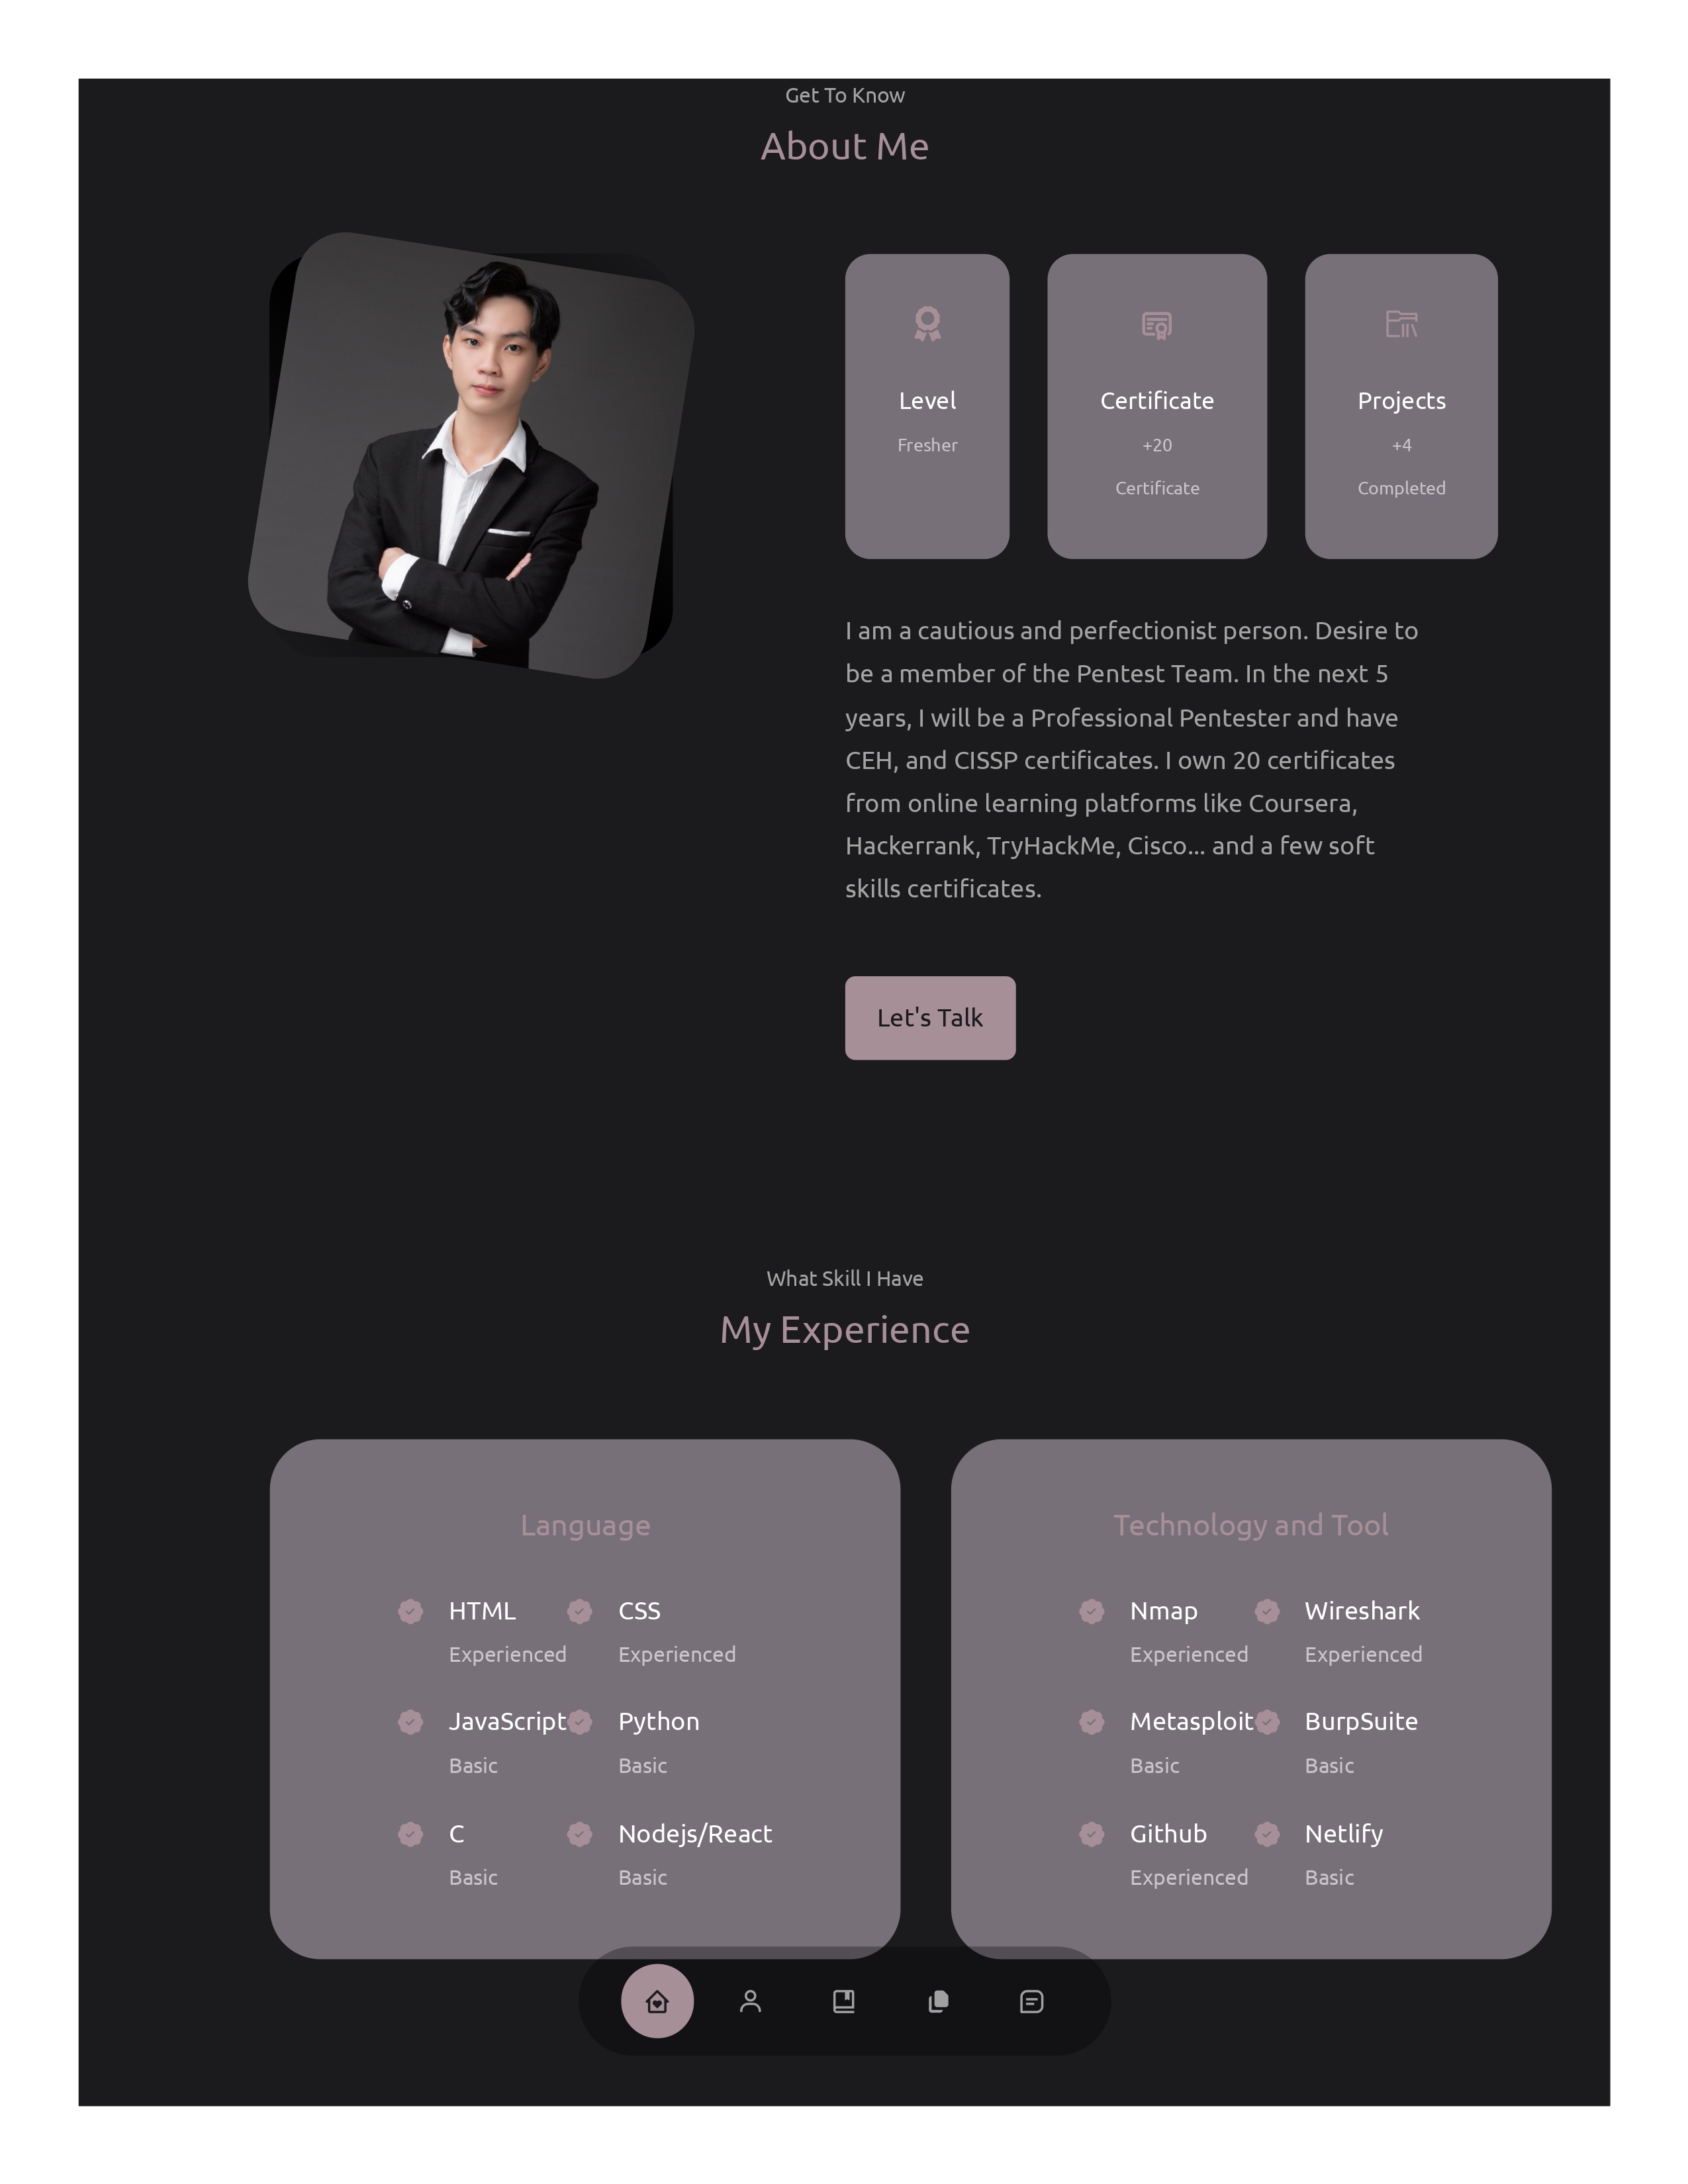 Get To Know
About Me
Level
Fresher
Certificate
+20
Certificate
Projects
+4
Completed
I am a cautious and perfectionist person. Desire to
be a member of the Pentest Team. In the next 5
years, I will be a Professional Pentester and have
CEH, and CISSP certificates. I own 20 certificates
from online learning platforms like Coursera,
Hackerrank, TryHackMe, Cisco... and a few soft
skills certificates.
Let's Talk
What Skill I Have
My Experience
Language
HTML
Experienced
CSS
Experienced
JavaScript
Basic
Python
Basic
C
Basic
Nodejs/React
Basic
Technology and Tool
Nmap
Experienced
Wireshark
Experienced
Metasploit
Basic
BurpSuite
Basic
Github
Experienced
Netlify
Basic